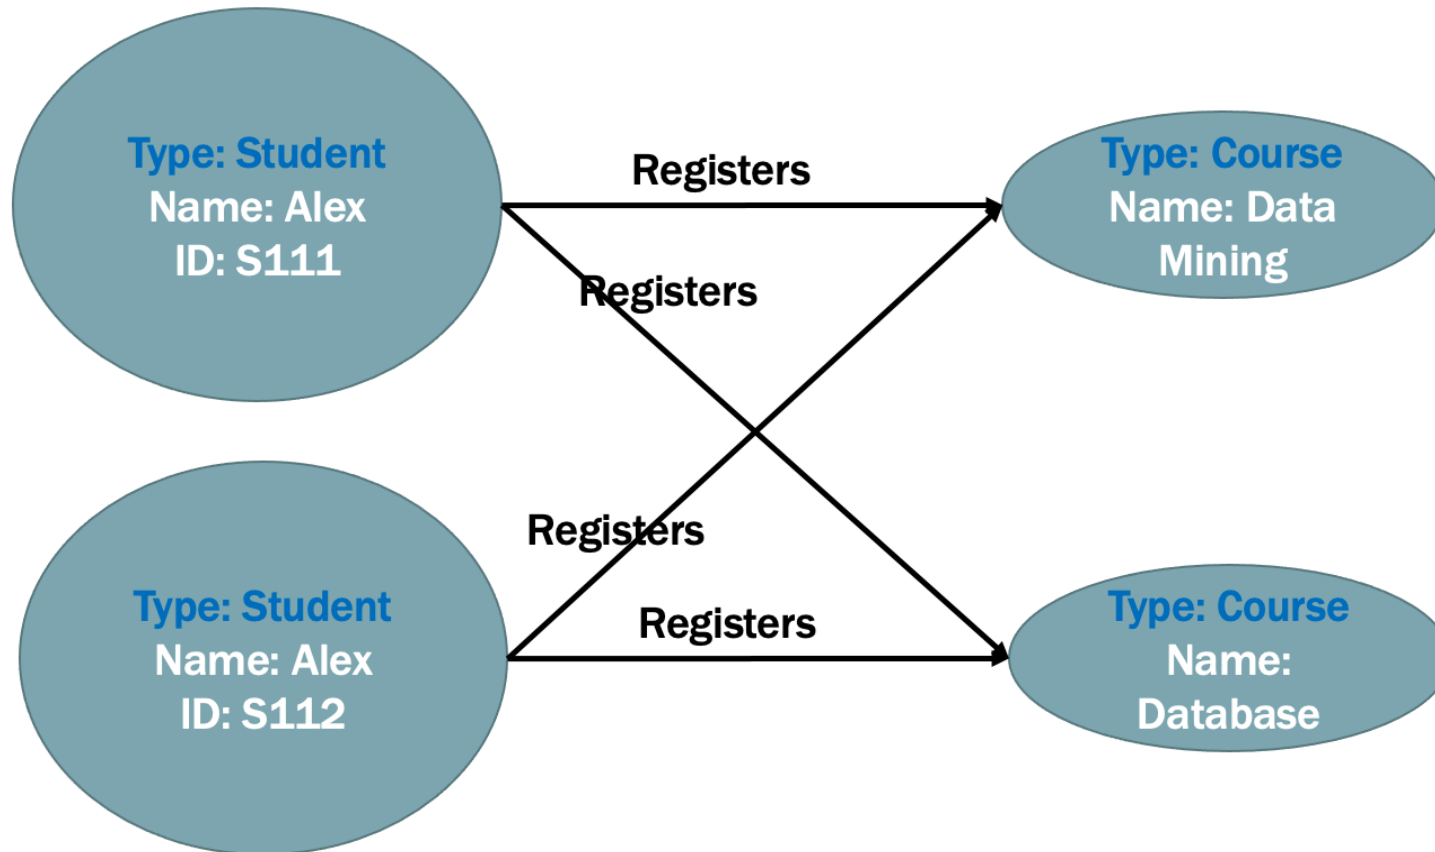 Type: Student
Name: Alex
ID: S111
Registers
Registers
Type: Course
Name: Data
Mining
Registers
Registers
Type: Student
Name: Alex
ID: S112
Type: Course
Name:
Database